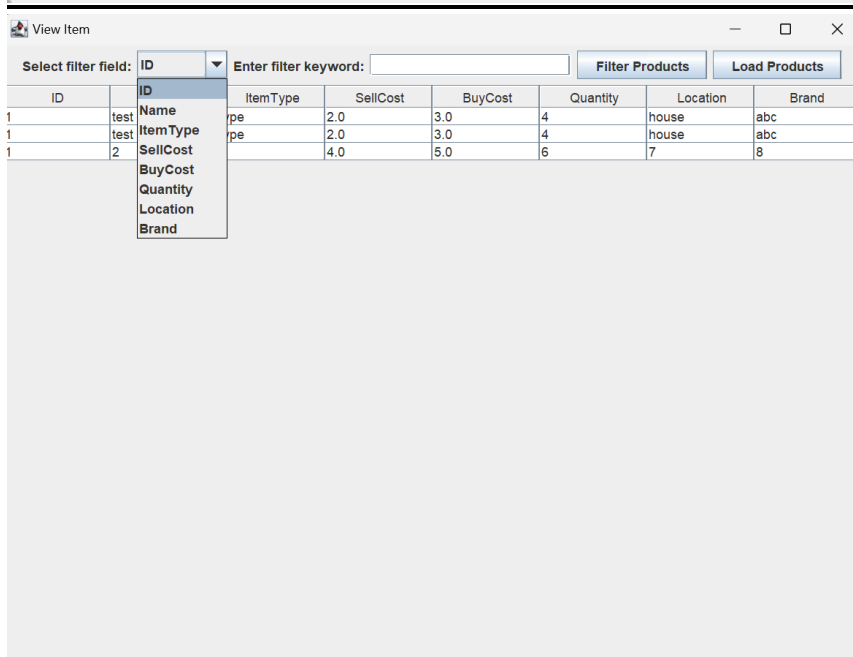 View Item
Select filter field: ID Enter filter keyword: Filter Products Load Products
ID
Name
ItemType
SellCost
BuyCost
Quantity
Location
Brand
ID ItemType SellCost BuyCost Quantity Location Brand
1 test 2.0 3.0 4 house abc
1 test 2.0 3.0 4 house abc
1 2 4.0 5.0 6 7 8